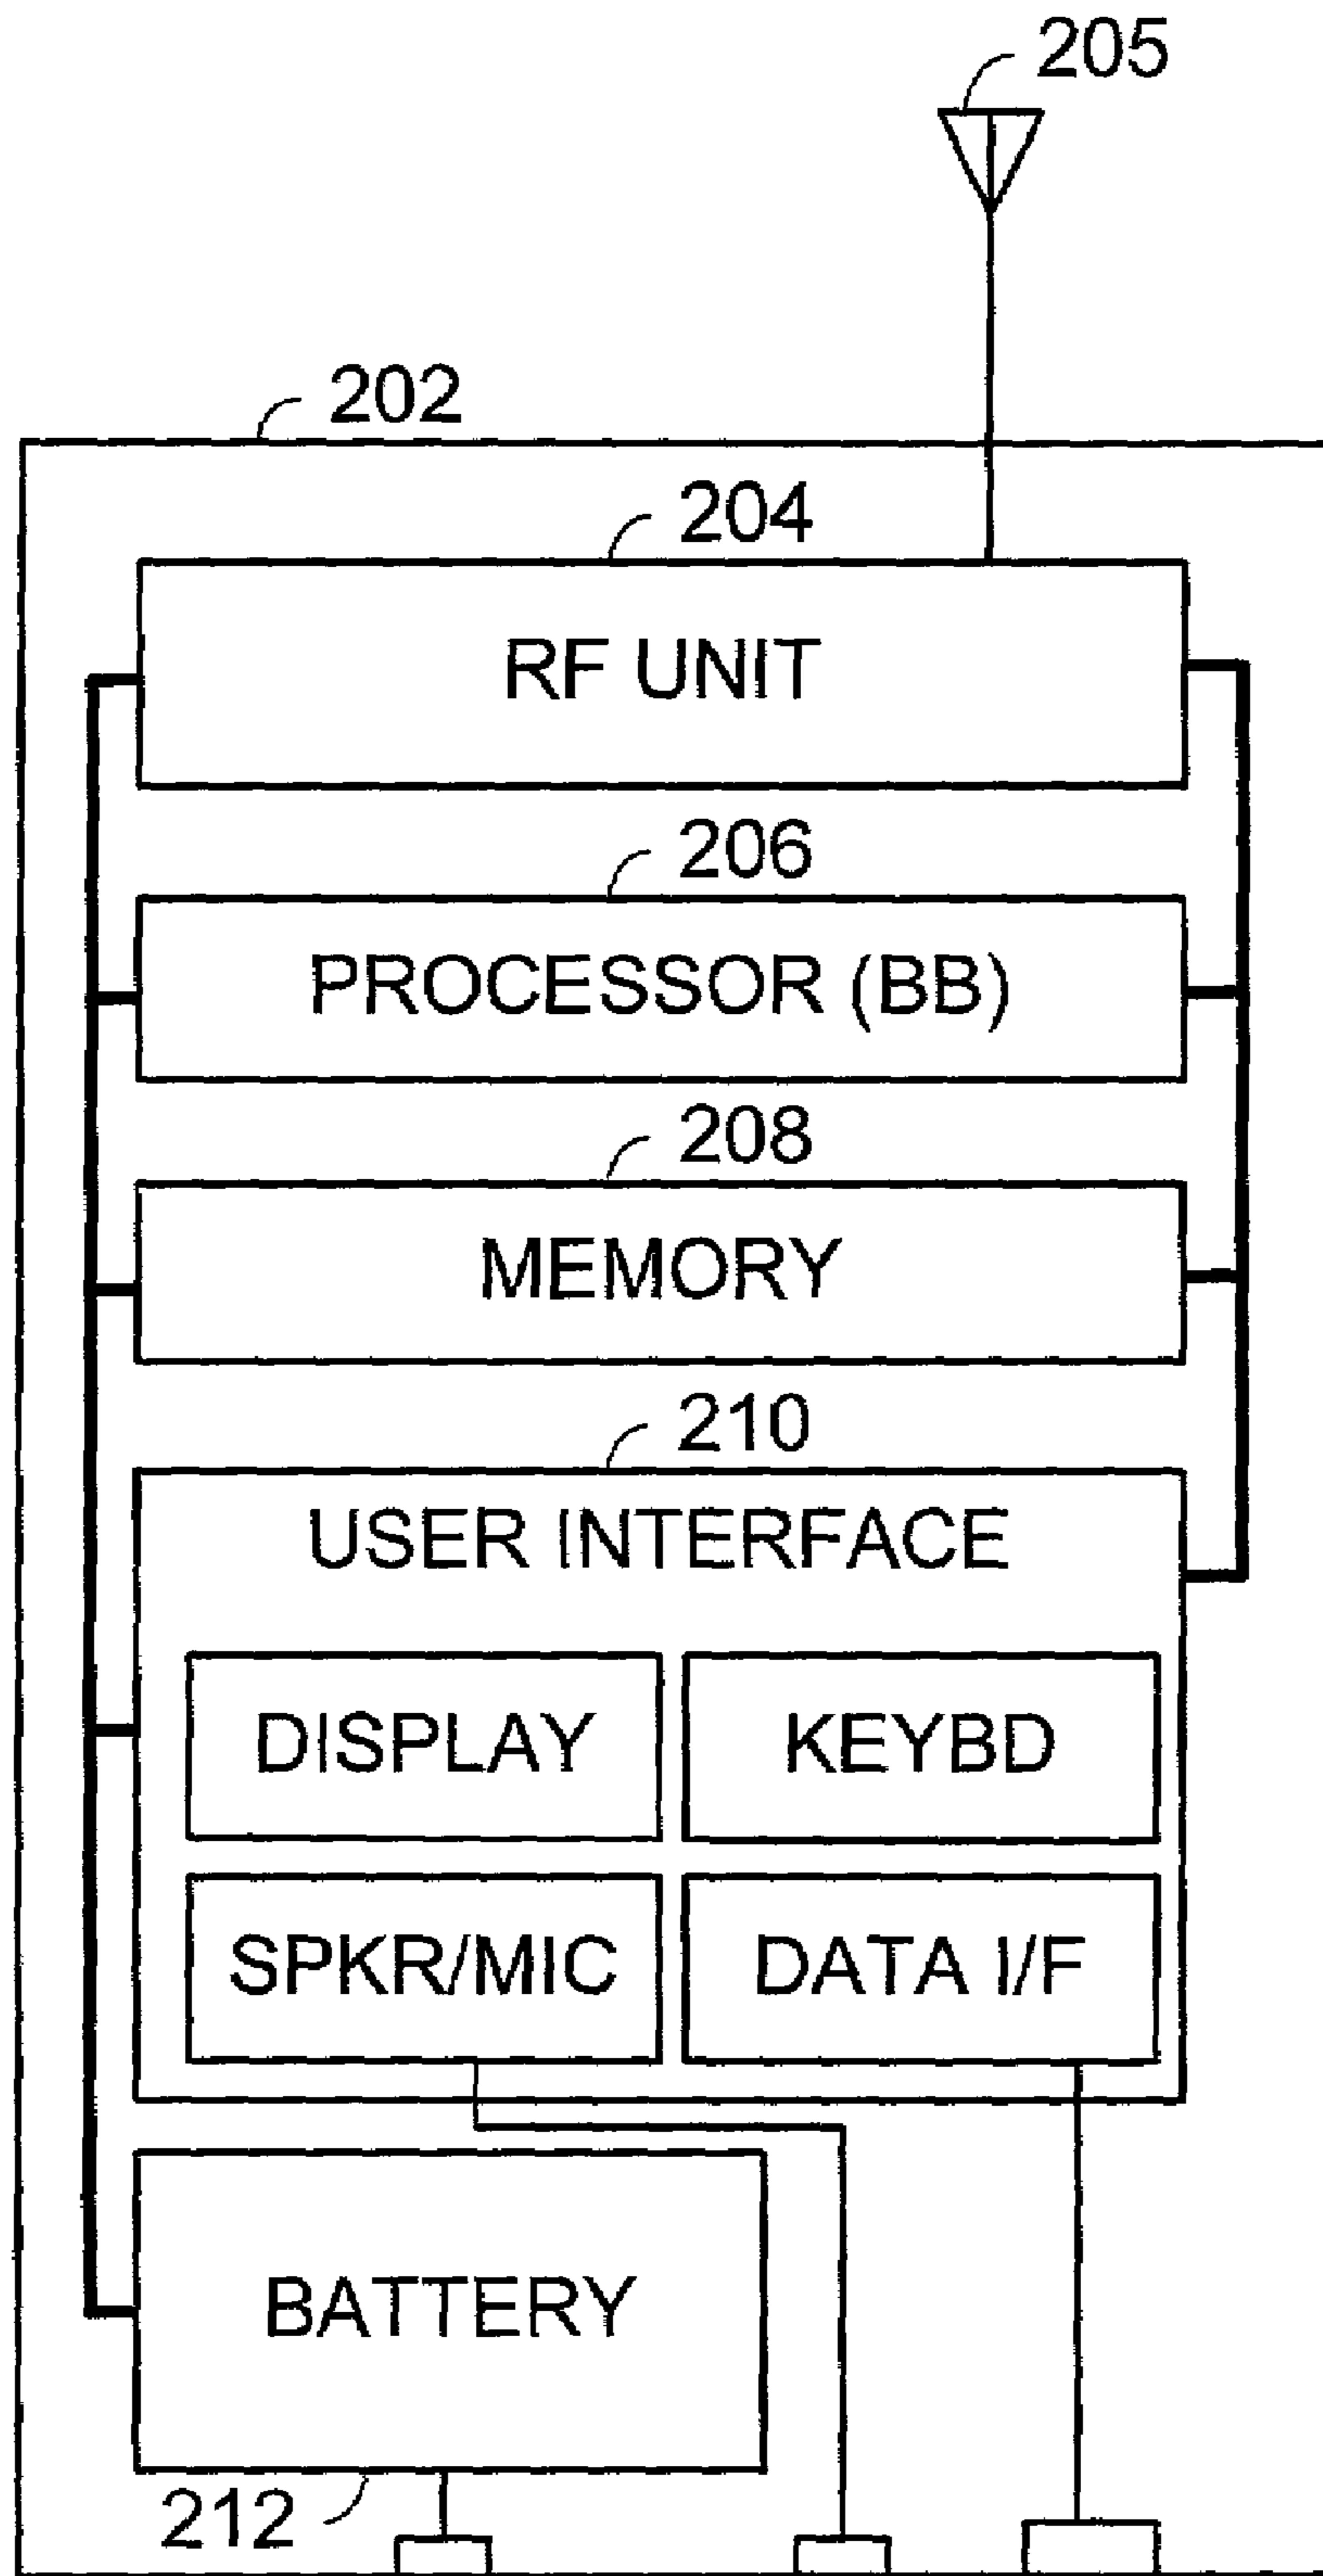 205
202
204
RF UNIT
206
PROCESSOR (BB)
208
MEMORY
210
USER INTERFACE
DISPLAY
KEYBD
SPKR/MIC
DATA I/F
BATTERY
212